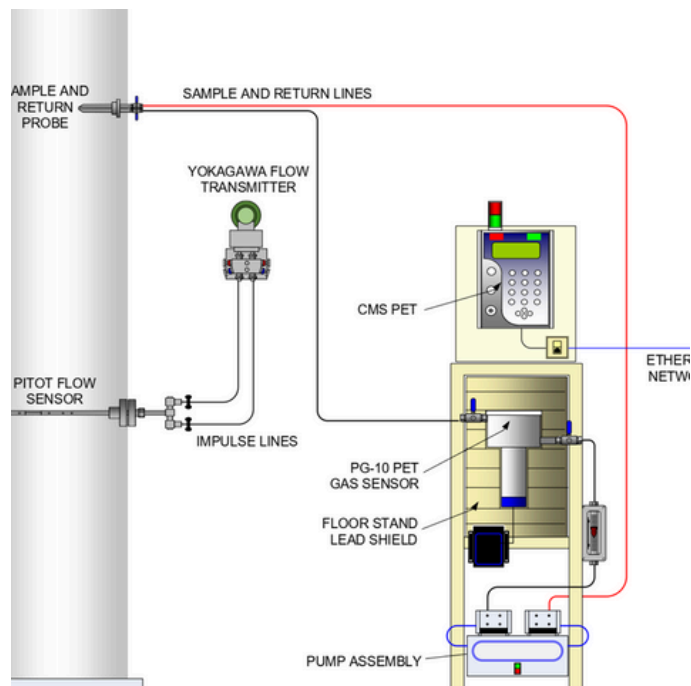 AMPLE AND
RETURN
PROBE
SAMPLE AND RETURN LINES
YOKAGAWA FLOW
TRANSMITTER
CMS PET
ETHER
NETWO
PITOT FLOW
SENSOR
IMPULSE LINES
PG-10 PET
GAS SENSOR
FLOOR STAND
LEAD SHIELD
PUMP ASSEMBLY